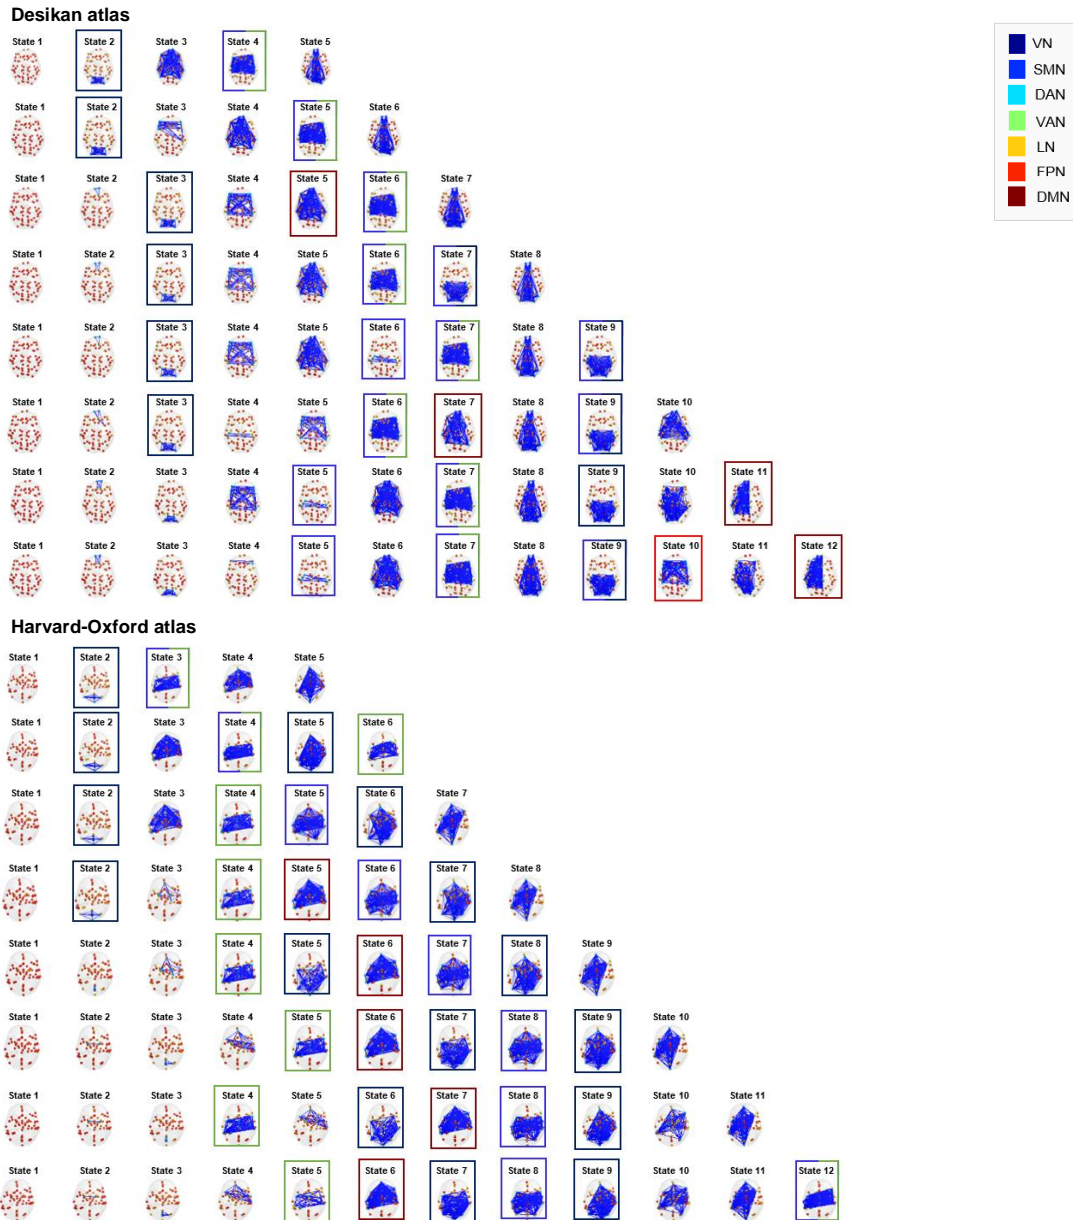 Desikan atlas
State 1 State 2 State 3 State 4 State 5
State 1 State 2 State 3 State 4 State 5 State 6
State 1 State 2 State 3 State 4 State 5 State 6 State 7
State 1 State 2 State 3 State 4 State 5 State 6 State 7 State 8
State 1 State 2 State 3 State 4 State 5 State 6 State 7 State 8 State 9
State 1 State 2 State 3 State 4 State 5 State 6 State 7 State 8 State 9 State 10
State 1 State 2 State 3 State 4 State 5 State 6 State 7 State 8 State 9 State 10 State 11
State 1 State 2 State 3 State 4 State 5 State 6 State 7 State 8 State 9 State 10 State 11 State 12
VN
SMN
DAN
VAN
LN
FPN
DMN
Harvard-Oxford atlas
State 1 State 2 State 3 State 4 State 5
State 1 State 2 State 3 State 4 State 5 State 6
State 1 State 2 State 3 State 4 State 5 State 6 State 7
State 1 State 2 State 3 State 4 State 5 State 6 State 7 State 8
State 1 State 2 State 3 State 4 State 5 State 6 State 7 State 8 State 9
State 1 State 2 State 3 State 4 State 5 State 6 State 7 State 8 State 9 State 10
State 1 State 2 State 3 State 4 State 5 State 6 State 7 State 8 State 9 State 10 State 11
State 1 State 2 State 3 State 4 State 5 State 6 State 7 State 8 State 9 State 10 State 11 State 12